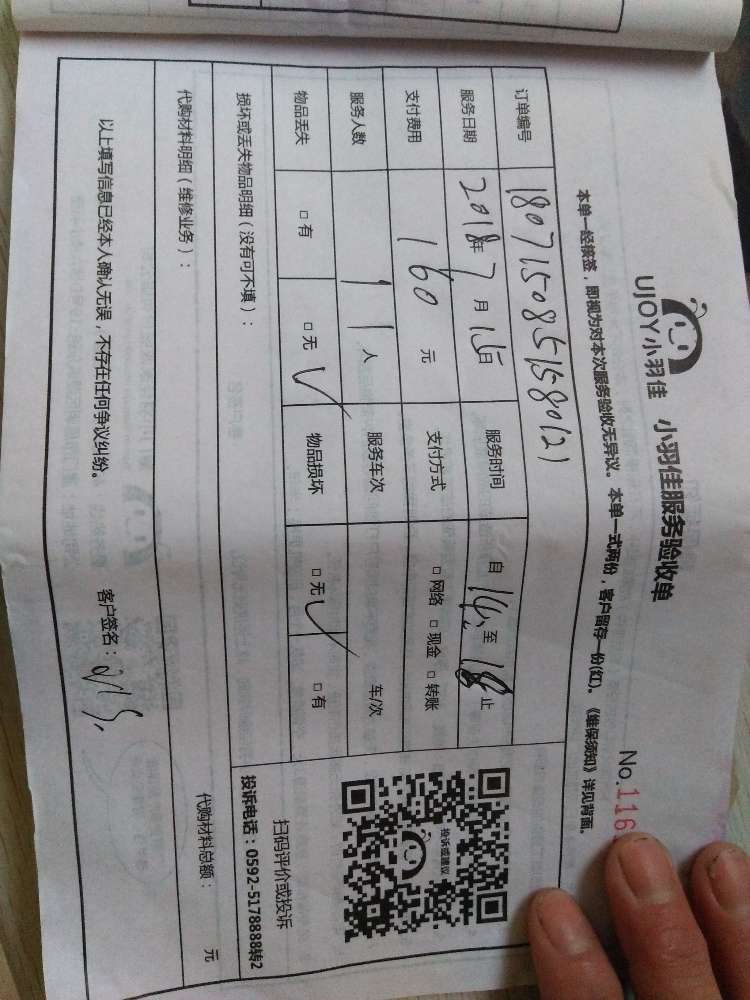 UJOY小羽佳 小羽佳服务验收单
No.116
本单一经接签，即视为对本次服务验收无异议。本单一式两份，客户留存一份(红)。《维保须知》详见背面。
订单编号 180715085158012)
服务日期 2018年7月15日 服务时间 自14:至18止
支付费用 160元 支付方式 □网络 □现金 □转账
服务人数 1人 服务车次 车/次
物品丢失 □有 □无√ 物品损坏 □无√ □有
损坏或丢失物品明细（没有可不填）：
投诉或建议
扫码评价或投诉
投诉电话：0592-5178888转2
代购材料明细（维修业务）： 代购材料总额： 元
以上填写信息已经本人确认无误，不存在任何争议纠纷。 客户签名：